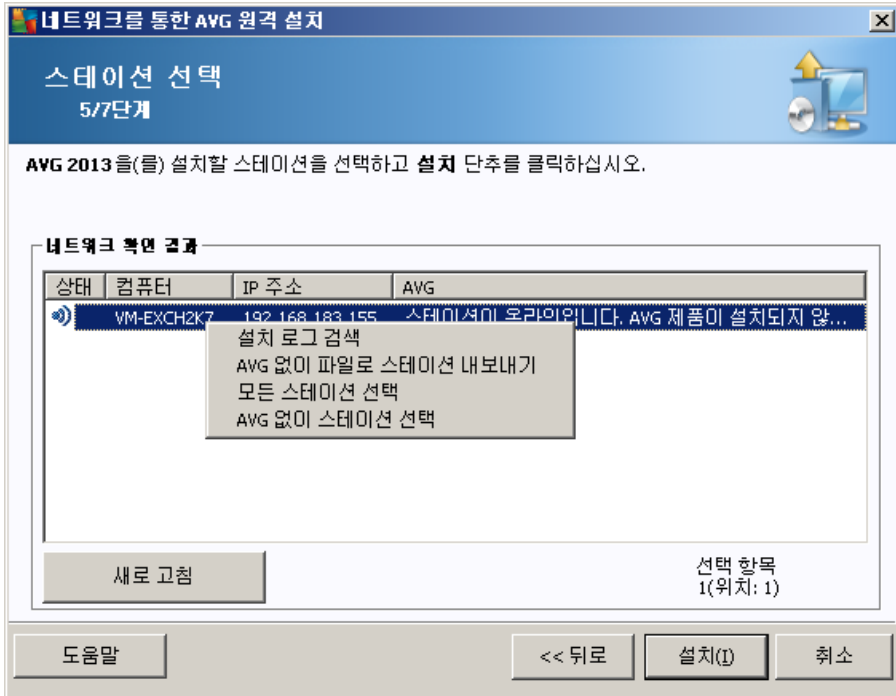 네트워크를 통한 AVG 원격 설치
스테이션 선택
5/7단계
AVG 2013을(를) 설치할 스테이션을 선택하고 설치 단추를 클릭하십시오.
네트워크 확인 결과
상태 컴퓨터 IP 주소 AVG
VM-EXCH2K7 192.168.183.155 스테이션이 온라인입니다. AVG 제품이 설치되지 않...
설치 로그 검색
AVG 없이 파일로 스테이션 내보내기
모든 스테이션 선택
AVG 없이 스테이션 선택
새로 고침
선택 항목
1(위치: 1)
도움말 << 뒤로 설치(I) 취소